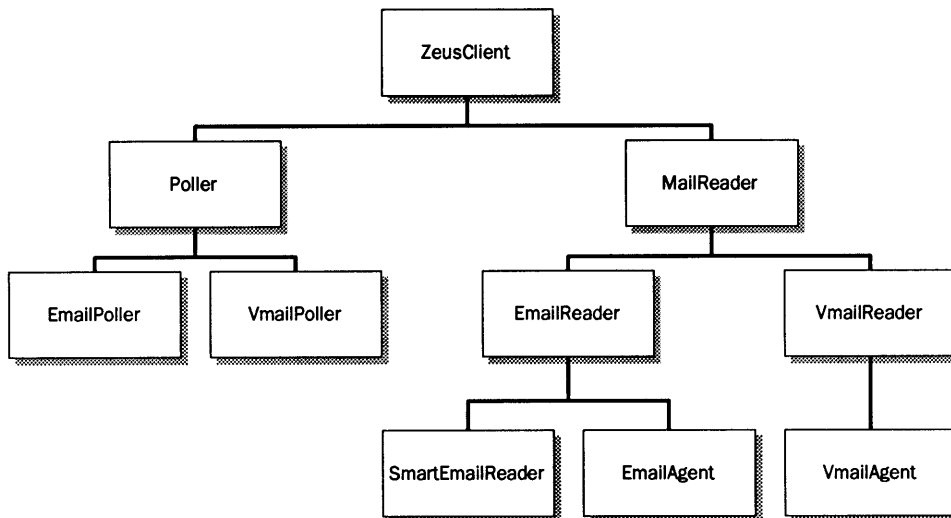 ZeusClient
Poller
MailReader
EmailPoller
VmailPoller
EmailReader
VmailReader
SmartEmailReader
EmailAgent
VmailAgent